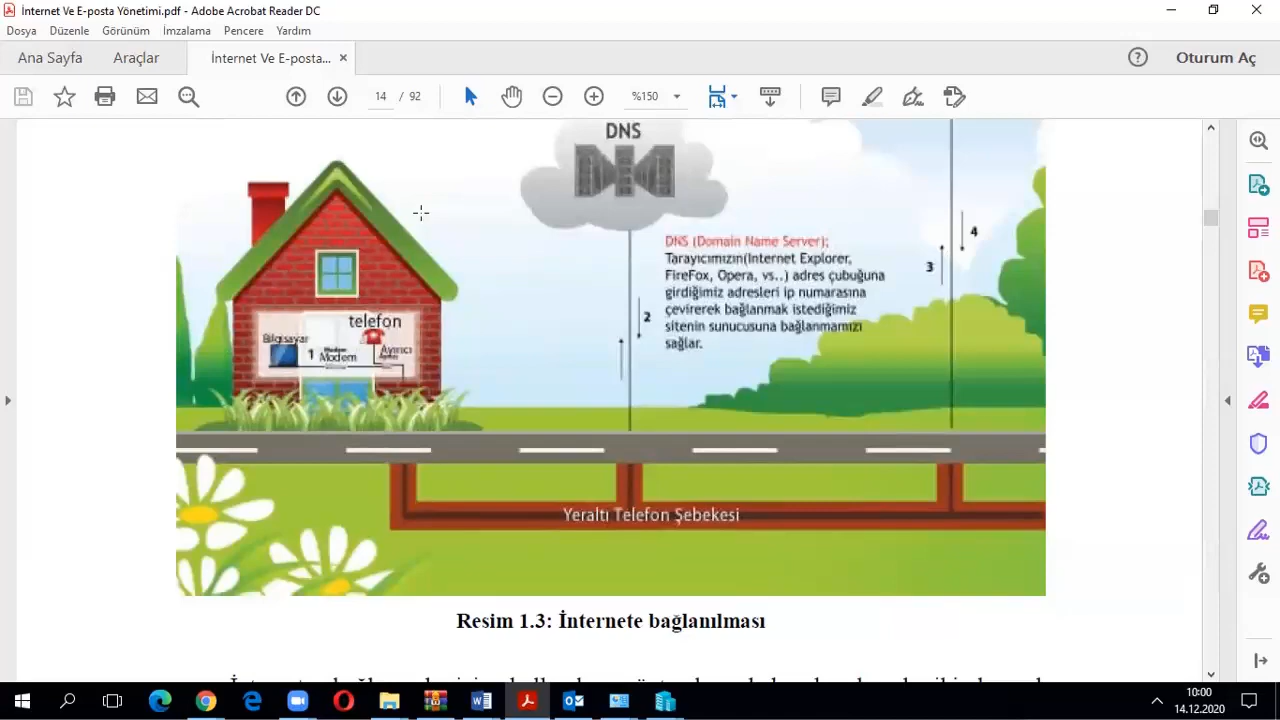 İnternet Ve E-posta Yönetimi.pdf - Adobe Acrobat Reader DC
Dosya Düzenle Görünüm İmzalama Pencere Yardım
Ana Sayfa Araçlar İnternet Ve E-posta... × Oturum Aç
14 / 92 %150
DNS
DNS (Domain Name Server);
Tarayıcımızın(Internet Explorer,
FireFox, Opera, vs..) adres çubuğuna
girdiğimiz adresleri ip numarasına
çevirerek bağlanmak istediğimiz
sitenin sunucusuna bağlanmamızı
sağlar.
2
3
4
telefon
Bilgisayar
1
Modem
Ayırıcı
Yeraltı Telefon Şebekesi
Resim 1.3: İnternete bağlanılması
10:00
14.12.2020